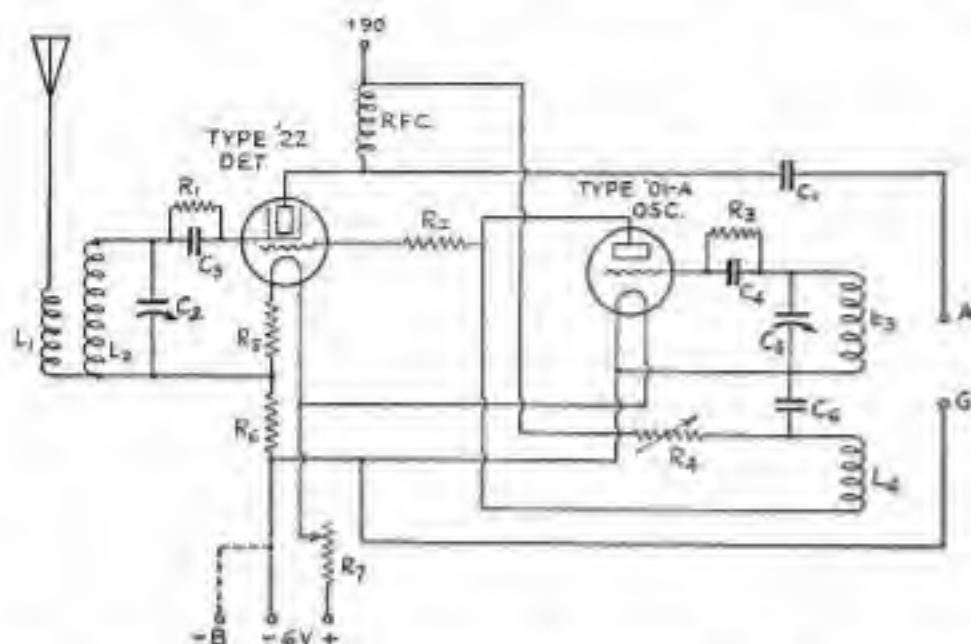 +90
RFC.
TYPE '22
DET
TYPE '01-A
OSC.
C1
R1
R2
R3
C3
C4
C2
C5
L3
A
L1
L2
R5
G
C6
R6
R4
L4
R7
-B
- 6V +